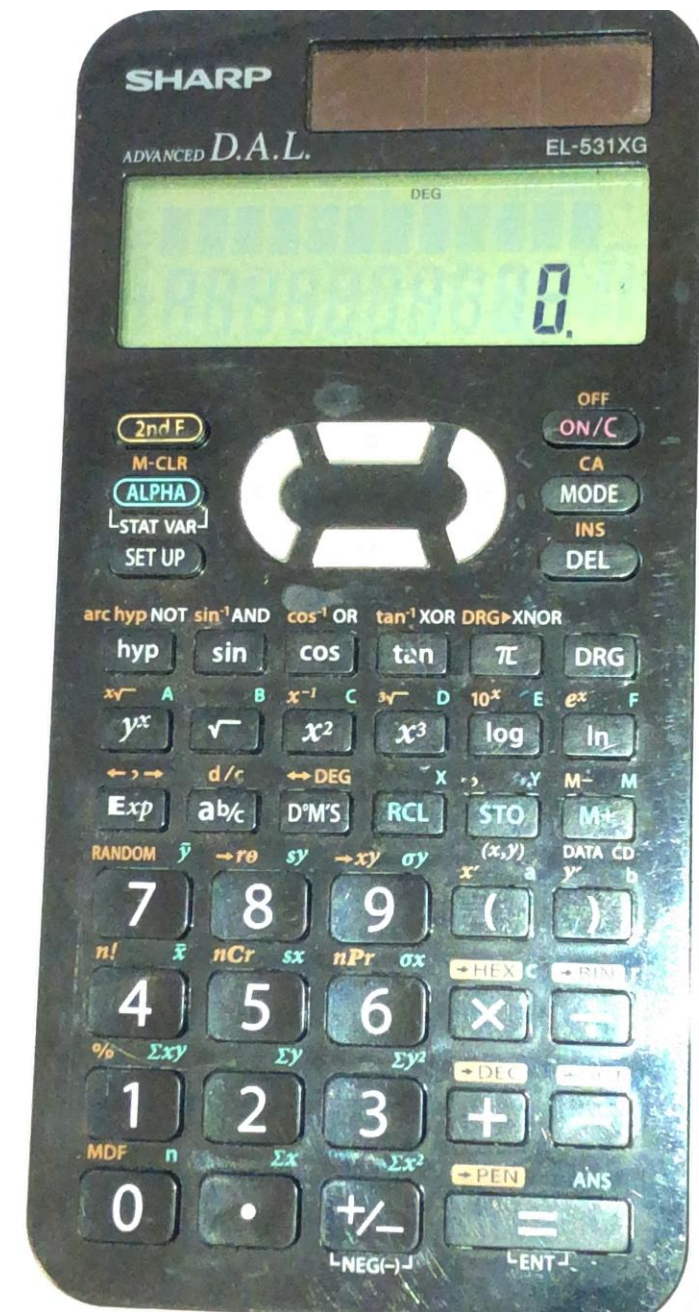 SHARP
ADVANCED D.A.L. EL-531XG
DEG
0.
OFF
2nd F ON/C
M-CLR CA
ALPHA MODE
STAT VAR INS
SET UP DEL
arc hyp NOT sin⁻¹ AND cos⁻¹ OR tan⁻¹ XOR DRG▶XNOR
hyp sin cos tan π DRG
ˣ√ A B x⁻¹ C ³√ D 10ˣ E eˣ F
yˣ √ x² x³ log ln
←,→ d/c ↔DEG X Y M− M
Exp ab/c D°M'S RCL STO M+
RANDOM ȳ →rθ sy →xy σy (x,y) DATA CD
x' a y' b
7 8 9 ( )
n! x̄ nCr sx nPr σx →HEX c →BIN r
4 5 6 × ÷
% Σxy Σy Σy² →DEC
1 2 3 + −
MDF n Σx Σx² →PEN ANS
0 • +/− =
NEG(−) ENT